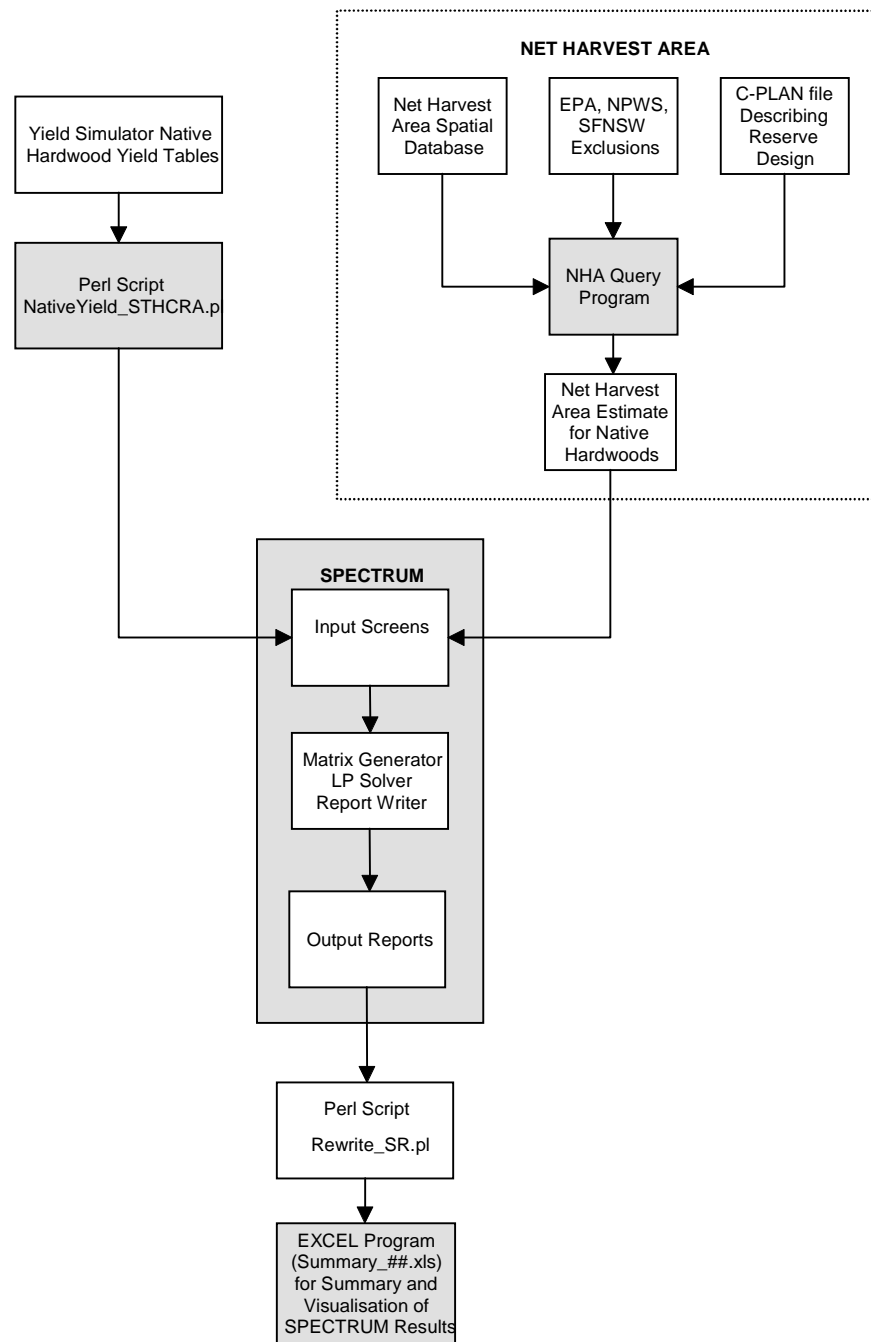 NET HARVEST AREA
Yield Simulator Native
Hardwood Yield Tables
Net Harvest
Area Spatial
Database
EPA, NPWS,
SFNSW
Exclusions
C-PLAN file
Describing
Reserve
Design
Perl Script
NativeYield_STHCRA.pl
NHA Query
Program
Net Harvest
Area Estimate
for Native
Hardwoods
SPECTRUM
Input Screens
Matrix Generator
LP Solver
Report Writer
Output Reports
Perl Script
Rewrite_SR.pl
EXCEL Program
(Summary_##.xls)
for Summary and
Visualisation of
SPECTRUM Results